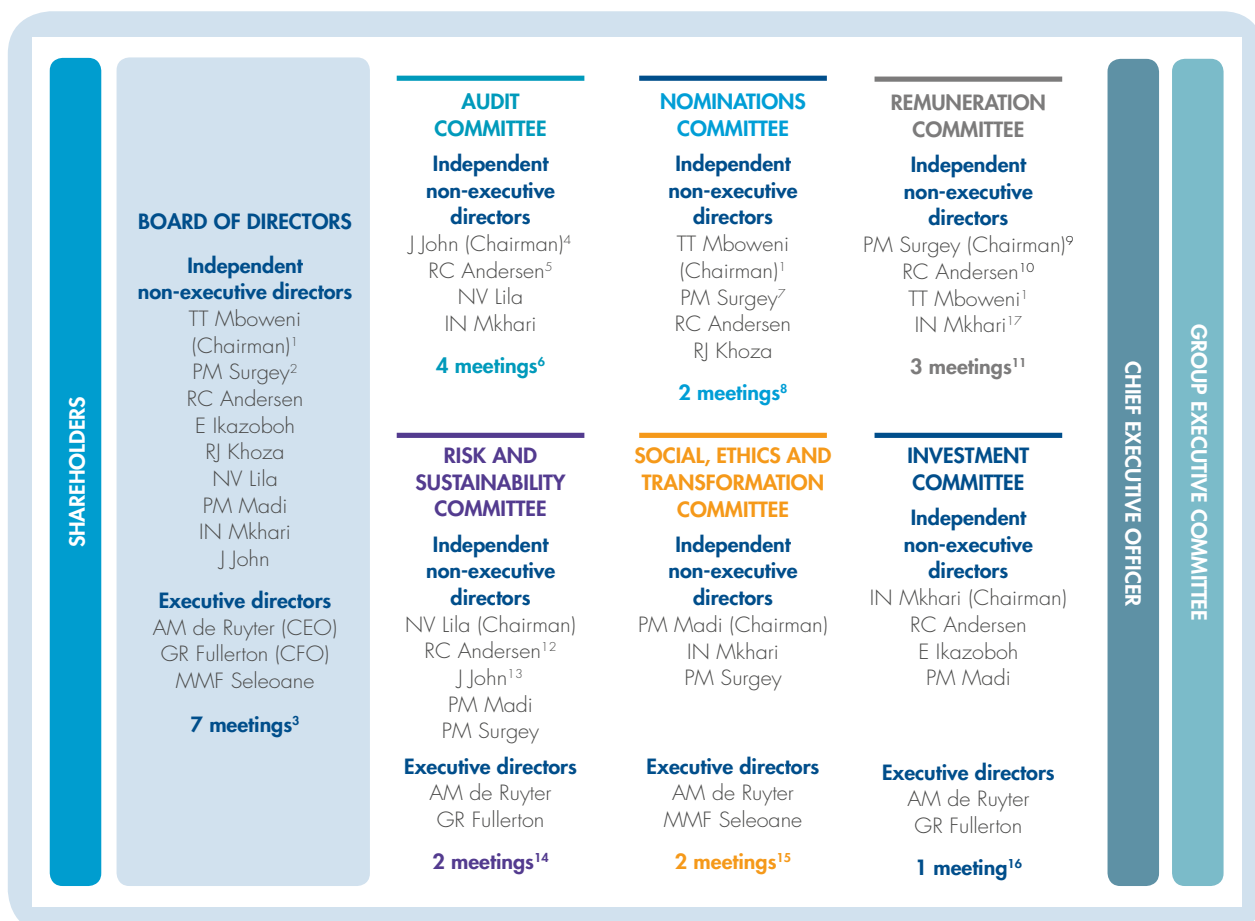 SHAREHOLDERS
BOARD OF DIRECTORS
Independent
non-executive directors
TT Mboweni
(Chairman)¹
PM Surgey²
RC Andersen
E Ikazoboh
RJ Khoza
NV Lila
PM Madi
IN Mkhari
J John
Executive directors
AM de Ruyter (CEO)
GR Fullerton (CFO)
MMF Seleoane
7 meetings³
AUDIT
COMMITTEE
Independent
non-executive
directors
J John (Chairman)⁴
RC Andersen⁵
NV Lila
IN Mkhari
4 meetings⁶
NOMINATIONS
COMMITTEE
Independent
non-executive
directors
TT Mboweni
(Chairman)¹
PM Surgey⁷
RC Andersen
RJ Khoza
2 meetings⁸
REMUNERATION
COMMITTEE
Independent
non-executive
directors
PM Surgey (Chairman)⁹
RC Andersen¹⁰
TT Mboweni¹
IN Mkhari¹⁷
3 meetings¹¹
RISK AND
SUSTAINABILITY
COMMITTEE
Independent
non-executive
directors
NV Lila (Chairman)
RC Andersen¹²
J John¹³
PM Madi
PM Surgey
Executive directors
AM de Ruyter
GR Fullerton
2 meetings¹⁴
SOCIAL, ETHICS AND
TRANSFORMATION
COMMITTEE
Independent
non-executive
directors
PM Madi (Chairman)
IN Mkhari
PM Surgey
Executive directors
AM de Ruyter
MMF Seleoane
2 meetings¹⁵
INVESTMENT
COMMITTEE
Independent
non-executive
directors
IN Mkhari (Chairman)
RC Andersen
E Ikazoboh
PM Madi
Executive directors
AM de Ruyter
GR Fullerton
1 meeting¹⁶
CHIEF EXECUTIVE OFFICER
GROUP EXECUTIVE COMMITTEE